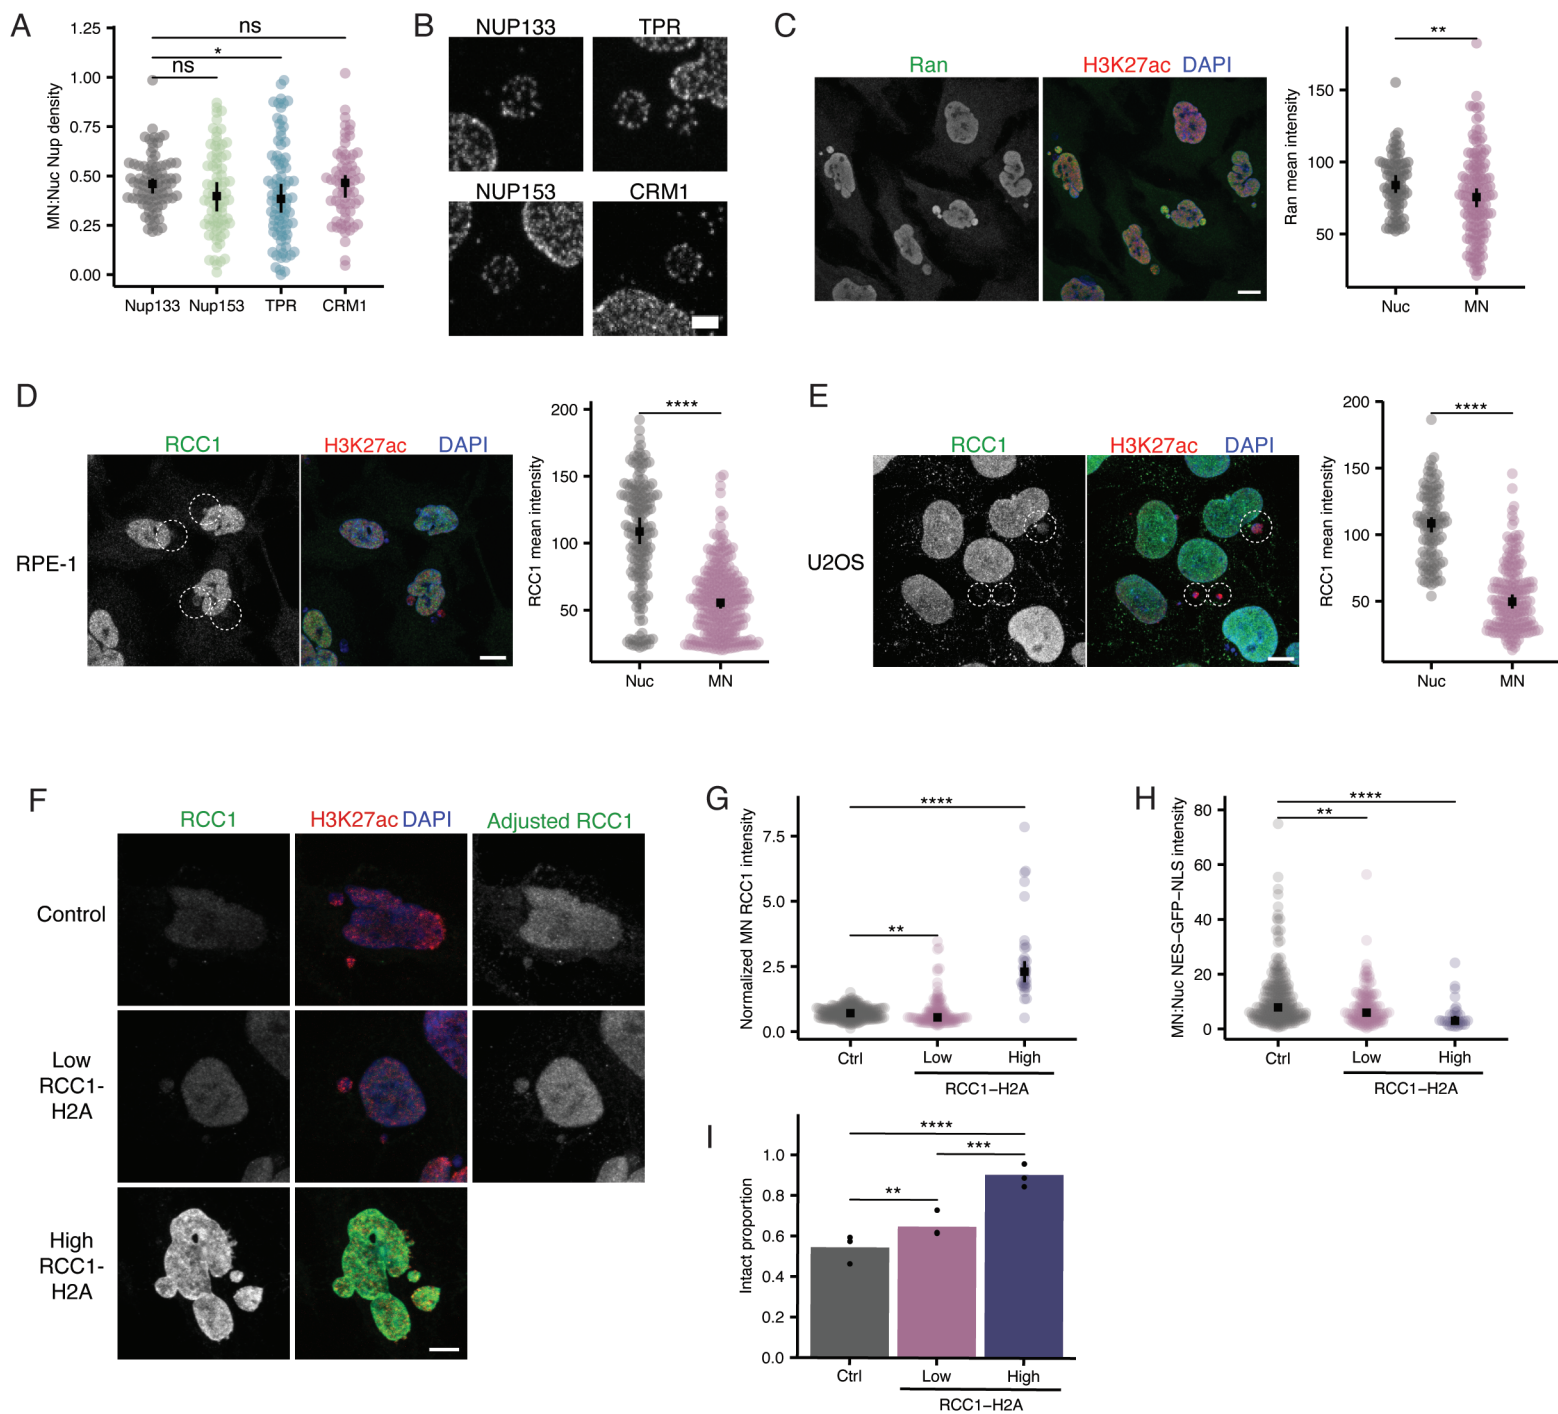 A
MN:Nuc Nup density
1.25
1.00
0.75
0.50
0.25
0.00
ns
*
ns
Nup133 Nup153 TPR CRM1
B
NUP133 TPR
NUP153 CRM1
C
Ran H3K27ac DAPI
Ran mean intensity
150
100
50
**
Nuc MN
D
RPE-1
RCC1 H3K27ac DAPI
RCC1 mean intensity
200
150
100
50
****
Nuc MN
E
U2OS
RCC1 H3K27ac DAPI
RCC1 mean intensity
200
150
100
50
****
Nuc MN
F
RCC1 H3K27ac DAPI Adjusted RCC1
Control
Low
RCC1-
H2A
High
RCC1-
H2A
G
Normalized MN RCC1 intensity
7.5
5.0
2.5
0.0
****
**
Ctrl Low High
RCC1−H2A
H
MN:Nuc NES−GFP−NLS intensity
80
60
40
20
0
****
**
Ctrl Low High
RCC1−H2A
I
Intact proportion
1.0
0.8
0.6
0.4
0.2
0.0
****
***
**
Ctrl Low High
RCC1−H2A